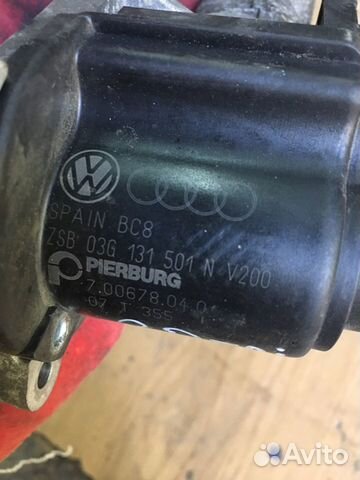 SPAIN BC8
ZSB 03G 131 501 N V200
PIERBURG
7.00678.04.0
07 T 355
Avito